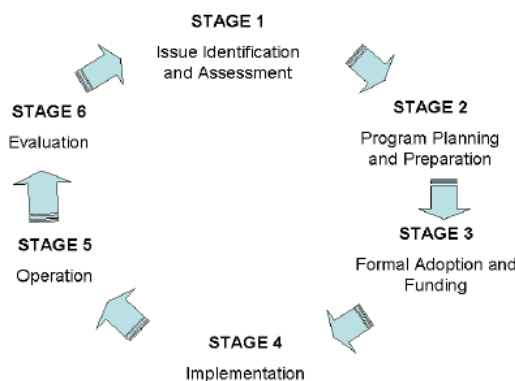 STAGE 1
Issue Identification
and Assessment
STAGE 2
Program Planning
and Preparation
STAGE 3
Formal Adoption and
Funding
STAGE 4
Implementation
STAGE 5
Operation
STAGE 6
Evaluation